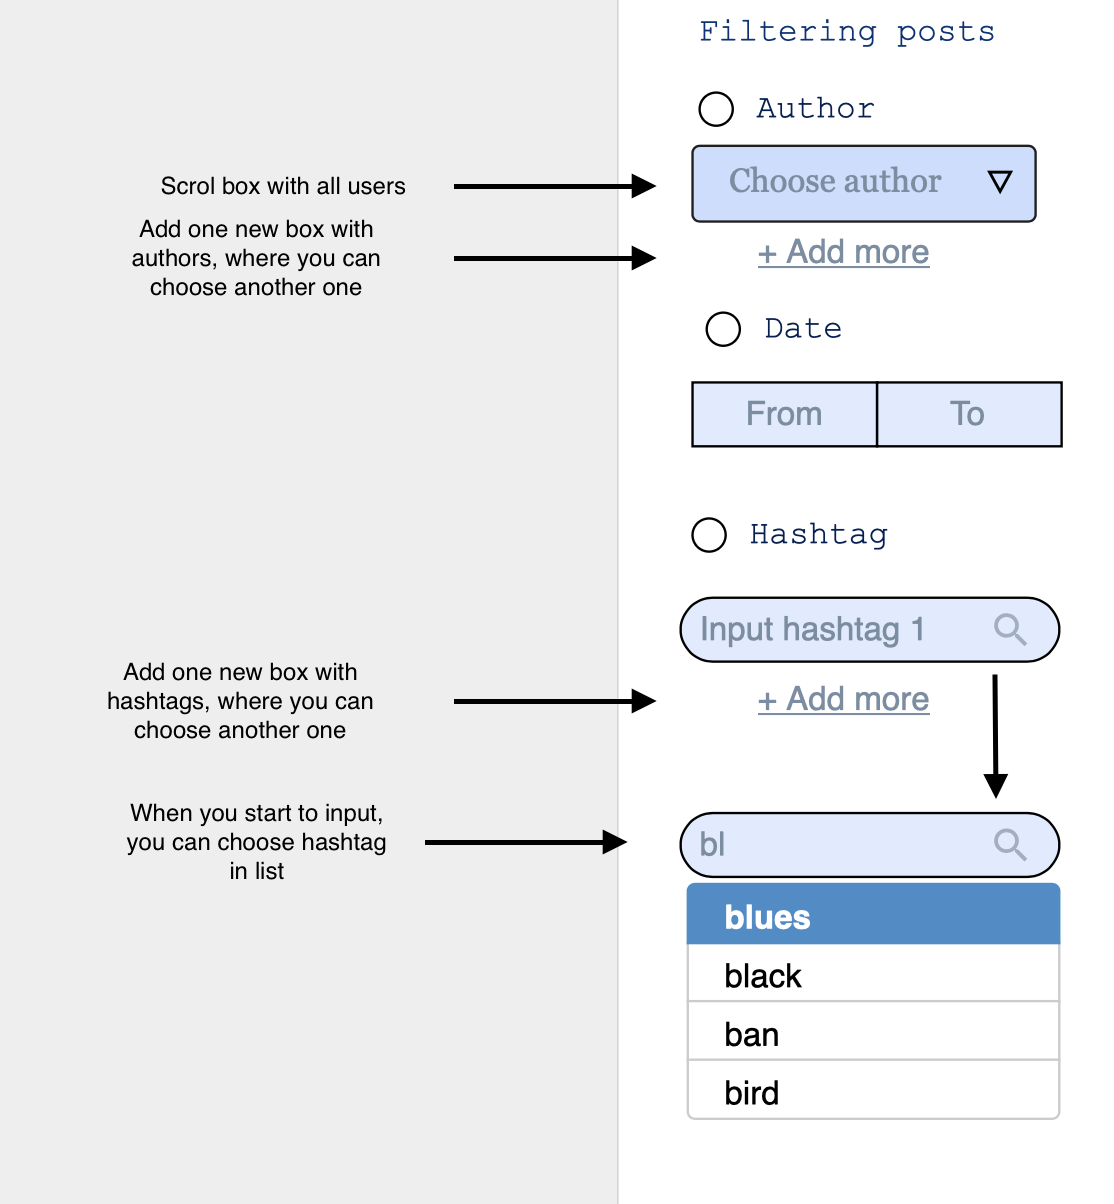 Filtering posts
Author
Scrol box with all users
Choose author
Add one new box with
authors, where you can
choose another one
+ Add more
Date
From To
Hashtag
Input hashtag 1
Add one new box with
hashtags, where you can
choose another one
+ Add more
When you start to input,
you can choose hashtag
in list
bl
blues
black
ban
bird